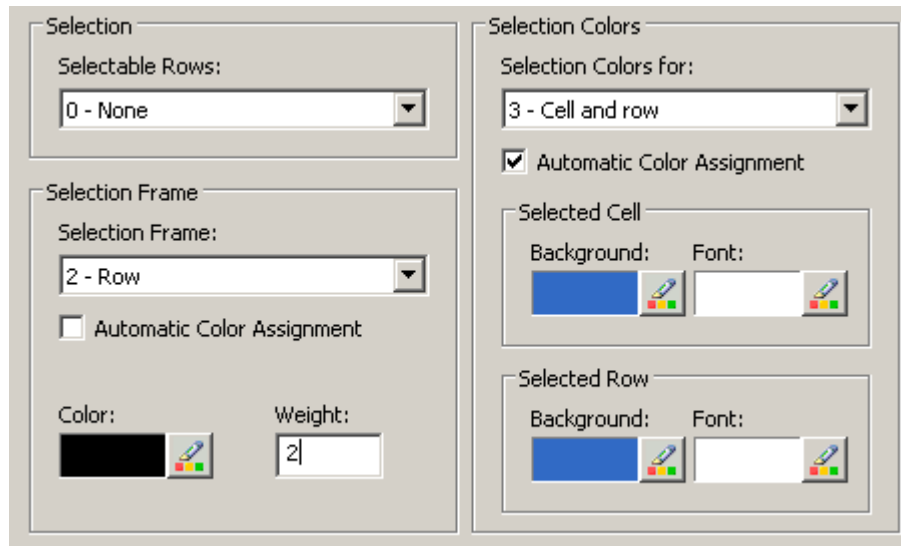 Selection
Selectable Rows:
0 - None
Selection Frame
Selection Frame:
2 - Row
Automatic Color Assignment
Color: Weight:
2
Selection Colors
Selection Colors for:
3 - Cell and row
Automatic Color Assignment
Selected Cell
Background: Font:
Selected Row
Background: Font: